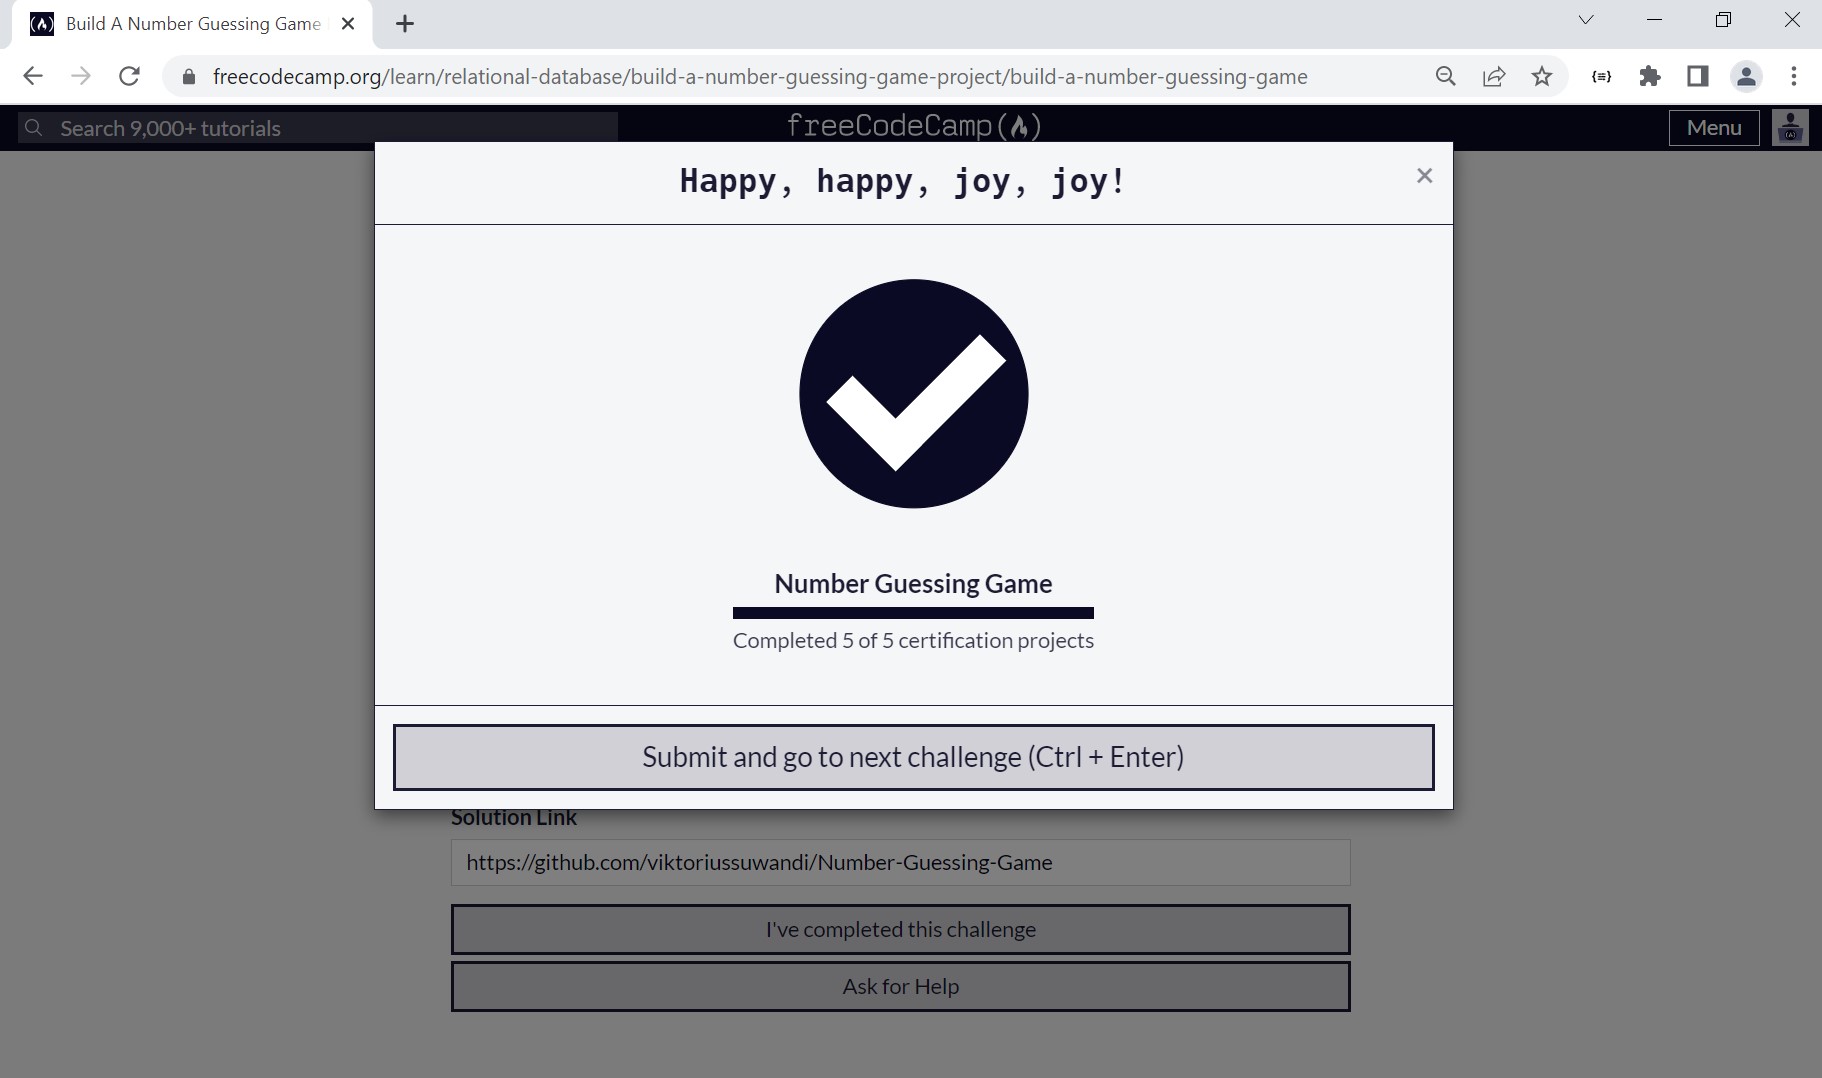 Build A Number Guessing Game
freecodecamp.org/learn/relational-database/build-a-number-guessing-game-project/build-a-number-guessing-game
Search 9,000+ tutorials
freeCodeCamp
Menu
Happy, happy, joy, joy!
Number Guessing Game
Completed 5 of 5 certification projects
Submit and go to next challenge (Ctrl + Enter)
Solution Link
https://github.com/viktoriussuwandi/Number-Guessing-Game
I've completed this challenge
Ask for Help